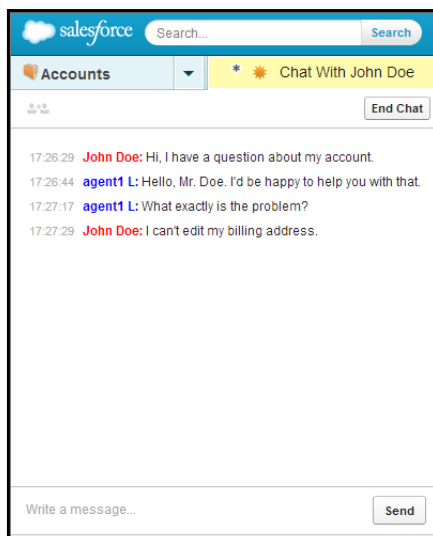 salesforce Search... Search
Accounts * Chat With John Doe
End Chat
17:26:29 John Doe: Hi, I have a question about my account.
17:26:44 agent1 L: Hello, Mr. Doe. I'd be happy to help you with that.
17:27:17 agent1 L: What exactly is the problem?
17:27:29 John Doe: I can't edit my billing address.
Write a message... Send